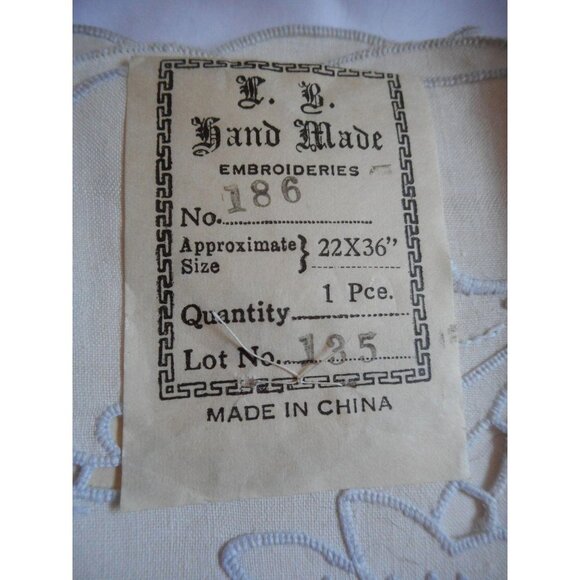 L. B.
Hand Made
EMBROIDERIES
No. 186
Approximate Size } 22X36"
Quantity 1 Pce.
Lot No. 135
MADE IN CHINA